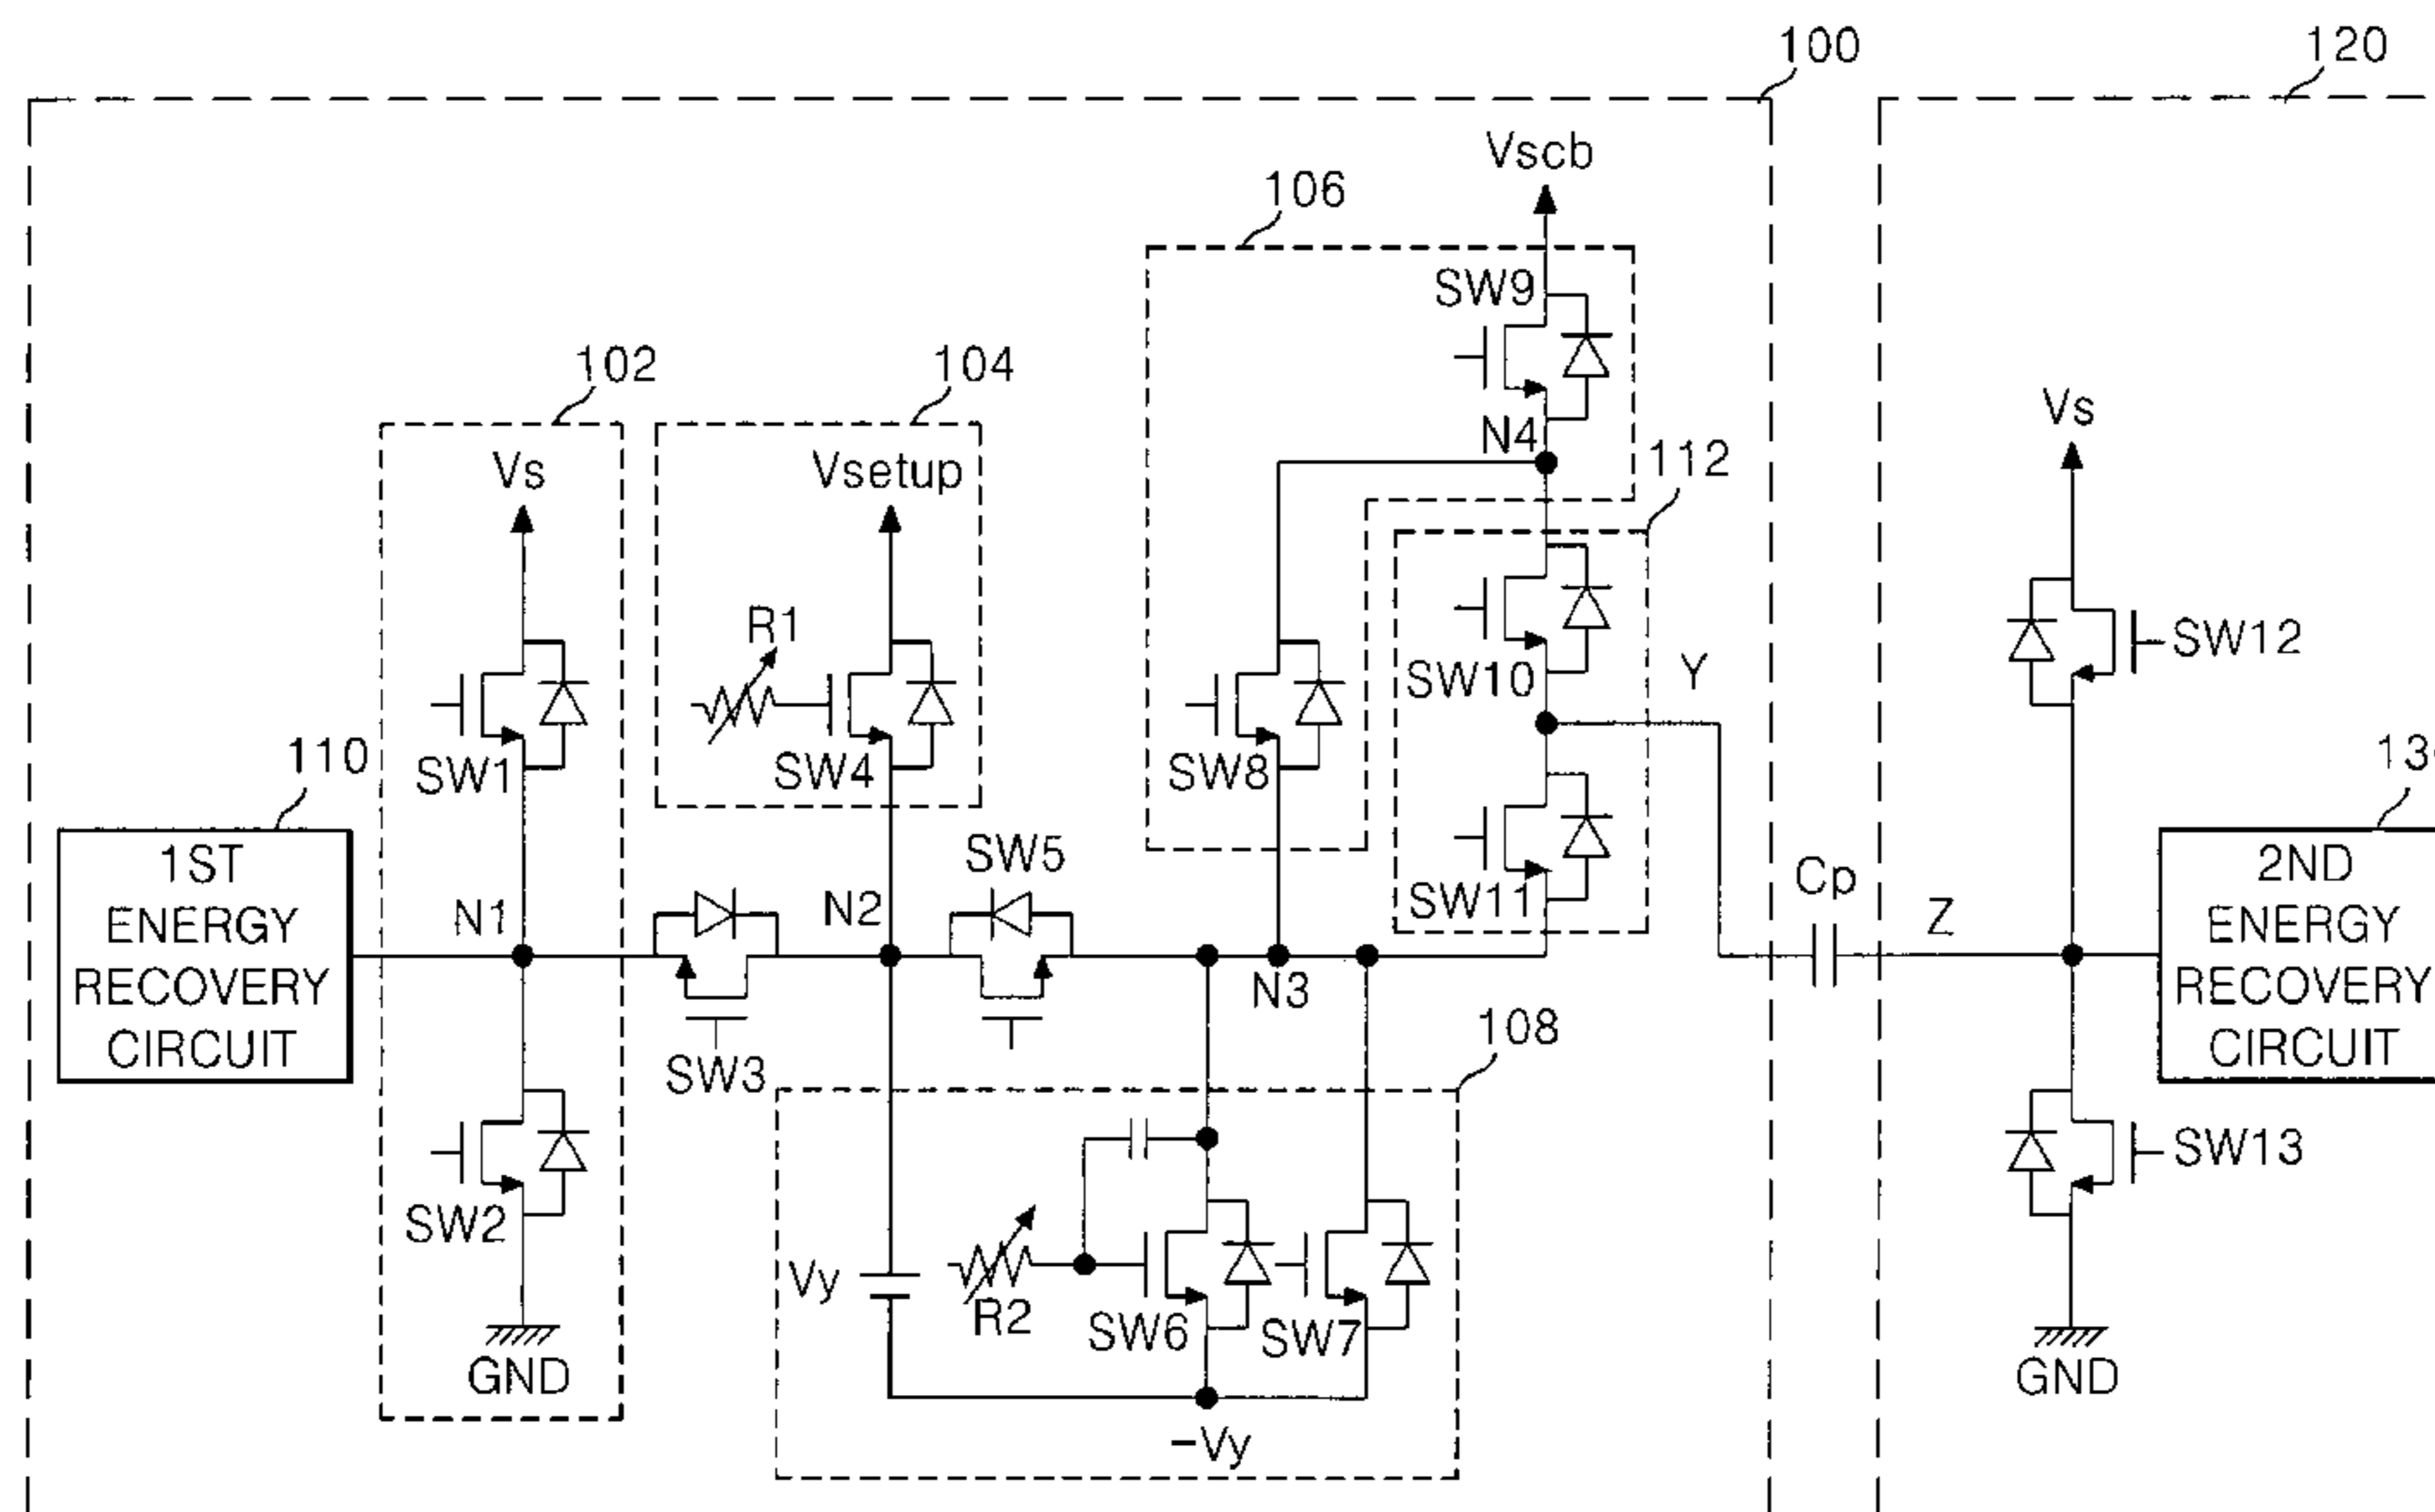 100
120
Vscb
106
SW9
102
104
N4
112
Vs
Vs
Vsetup
R1
SW10
Y
SW12
SW1
SW4
SW8
110
1ST
ENERGY
RECOVERY
CIRCUIT
N1
N2
SW5
SW11
Cp
Z
2ND
ENERGY
RECOVERY
CIRCUIT
SW3
N3
108
SW2
SW13
Vy
R2
SW6
SW7
GND
GND
-Vy